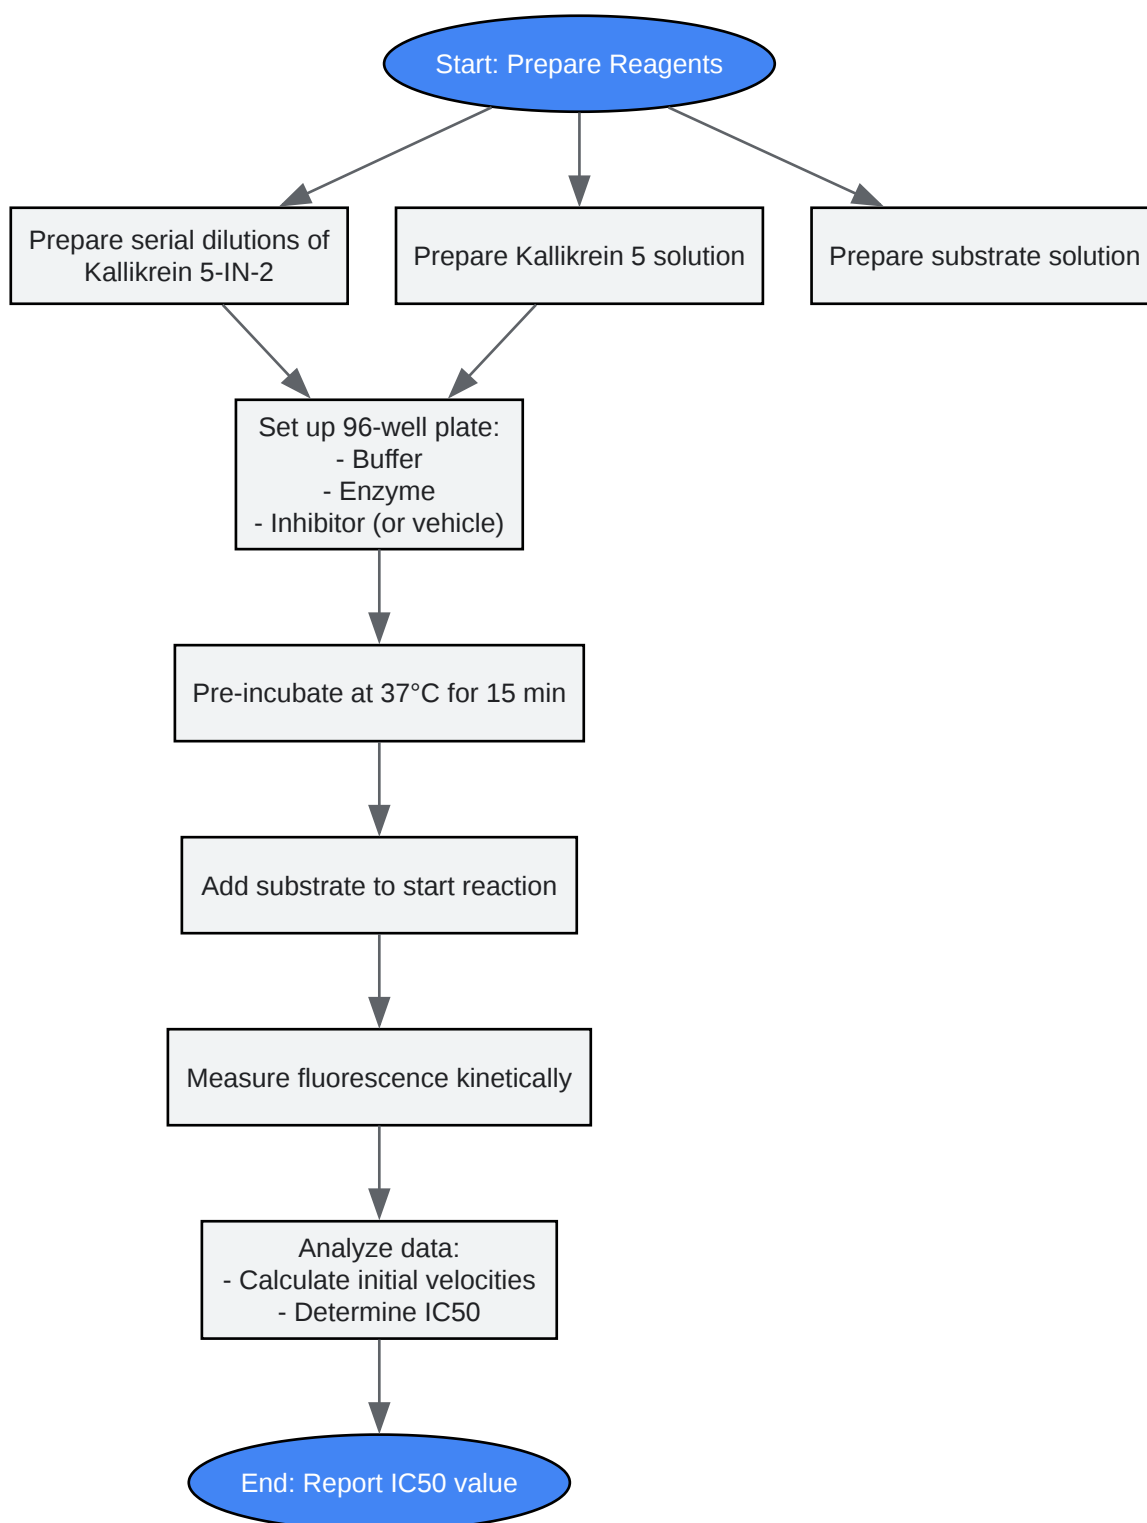 Start: Prepare Reagents
Prepare serial dilutions of
Kallikrein 5-IN-2
Prepare Kallikrein 5 solution
Prepare substrate solution
Set up 96-well plate:
- Buffer
- Enzyme
- Inhibitor (or vehicle)
Pre-incubate at 37°C for 15 min
Add substrate to start reaction
Measure fluorescence kinetically
Analyze data:
- Calculate initial velocities
- Determine IC50
End: Report IC50 value